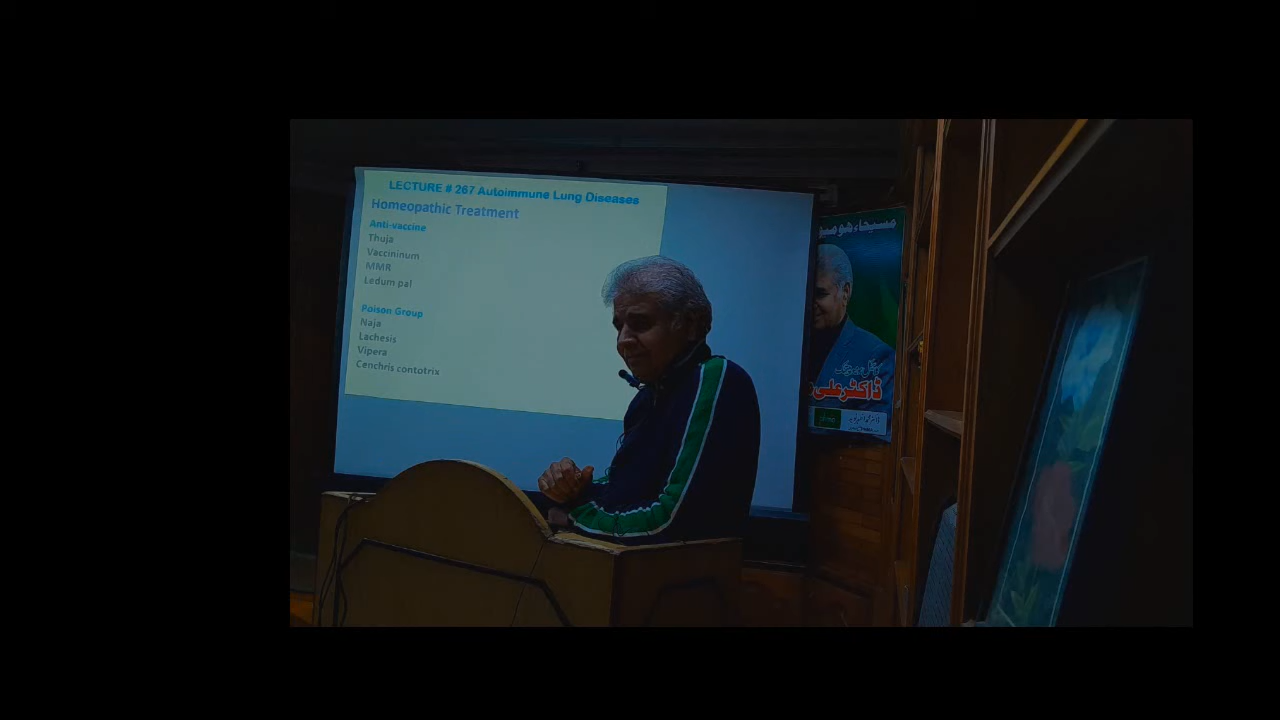 LECTURE # 267 Autoimmune Lung Diseases
Homeopathic Treatment
Anti-vaccine
Thuja
Vaccininum
MMR
Ledum pal
Poison Group
Naja
Lachesis
Vipera
Cenchris contotrix
مسیحاء ھومیو
ڈاکٹر علی